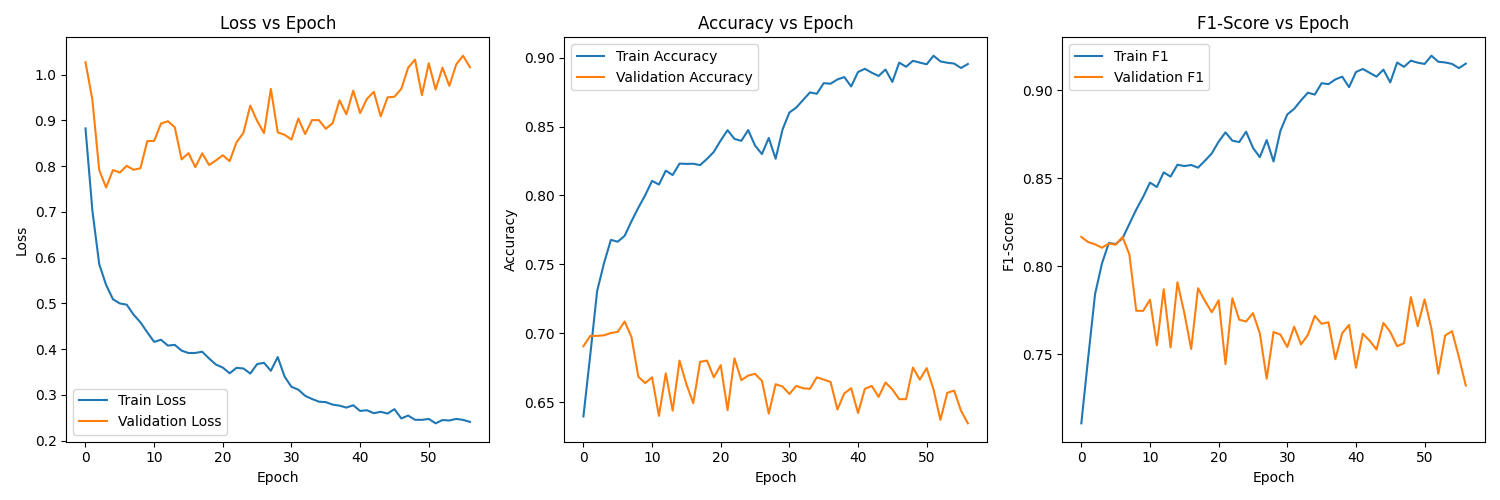 Loss vs Epoch
1.0
0.9
0.8
0.7
0.6
0.5
0.4
0.3
0.2
Loss
Train Loss
Validation Loss
0 10 20 30 40 50
Epoch
Accuracy vs Epoch
Train Accuracy
Validation Accuracy
0.90
0.85
0.80
0.75
0.70
0.65
Accuracy
0 10 20 30 40 50
Epoch
F1-Score vs Epoch
Train F1
Validation F1
0.90
0.85
0.80
0.75
F1-Score
0 10 20 30 40 50
Epoch